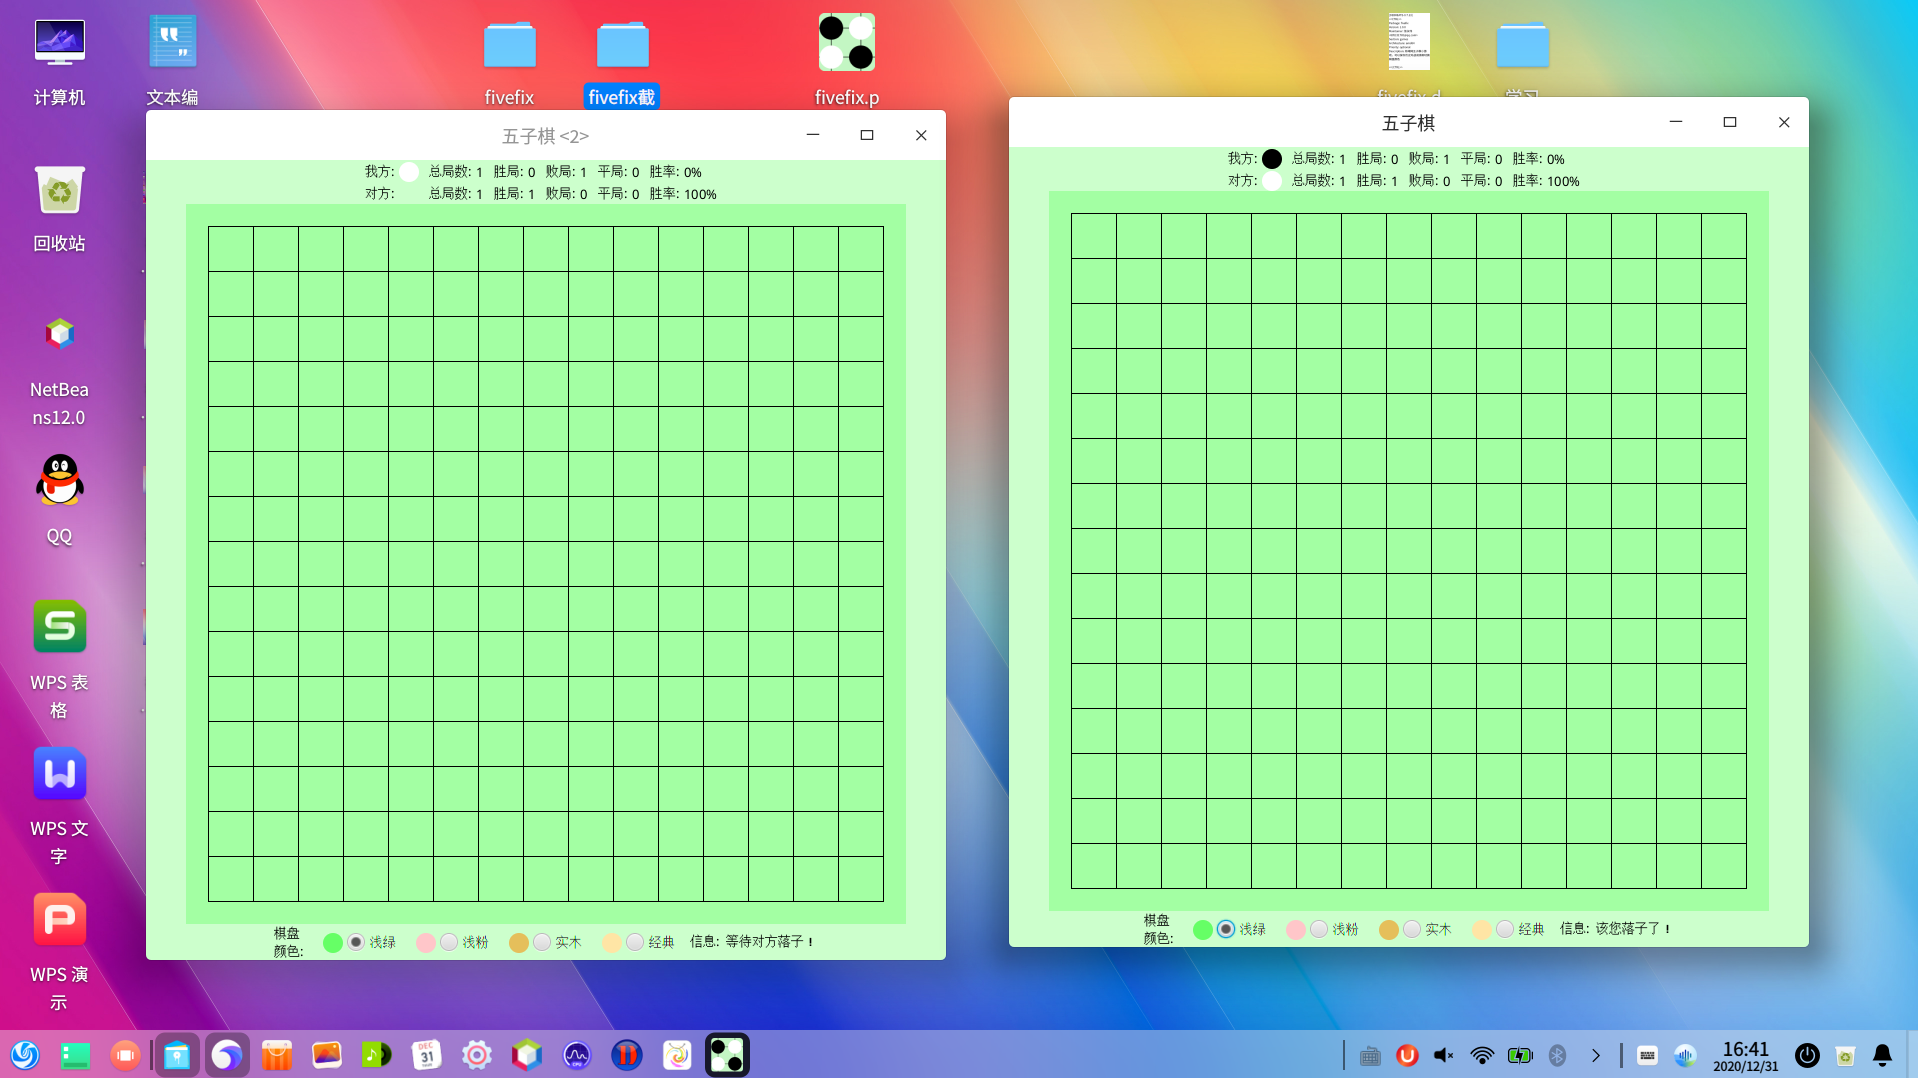 计算机
文本编
fivefix
fivefix截
fivefix.p
fivefix.d
学习
回收站
NetBea
ns12.0
QQ
WPS 表
格
WPS 文
字
WPS 演
示
五子棋 <2>
我方: 总局数: 1 胜局: 0 败局: 1 平局: 0 胜率: 0%
对方: 总局数: 1 胜局: 1 败局: 0 平局: 0 胜率: 100%
棋盘
颜色: 浅绿 浅粉 实木 经典 信息: 等待对方落子！
五子棋
我方: 总局数: 1 胜局: 0 败局: 1 平局: 0 胜率: 0%
对方: 总局数: 1 胜局: 1 败局: 0 平局: 0 胜率: 100%
棋盘
颜色: 浅绿 浅粉 实木 经典 信息: 该您落子了！
DEC
31
16:41
2020/12/31